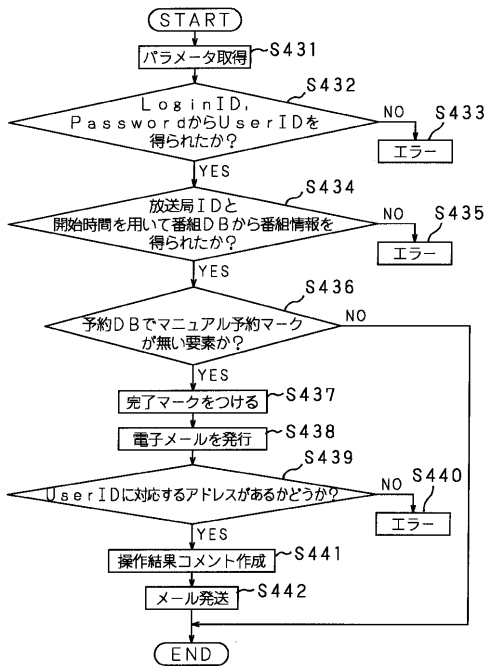 START
パラメータ取得
S431
LoginID,
PasswordからUserIDを
得られたか?
S432
NO
S433
エラー
YES
放送局IDと
開始時間を用いて番組DBから番組情報を
得られたか?
S434
NO
S435
エラー
YES
予約DBでマニュアル予約マーク
が無い要素か?
S436
NO
YES
完了マークをつける
S437
電子メールを発行
S438
UserIDに対応するアドレスがあるかどうか?
S439
NO
S440
エラー
YES
操作結果コメント作成
S441
メール発送
S442
END